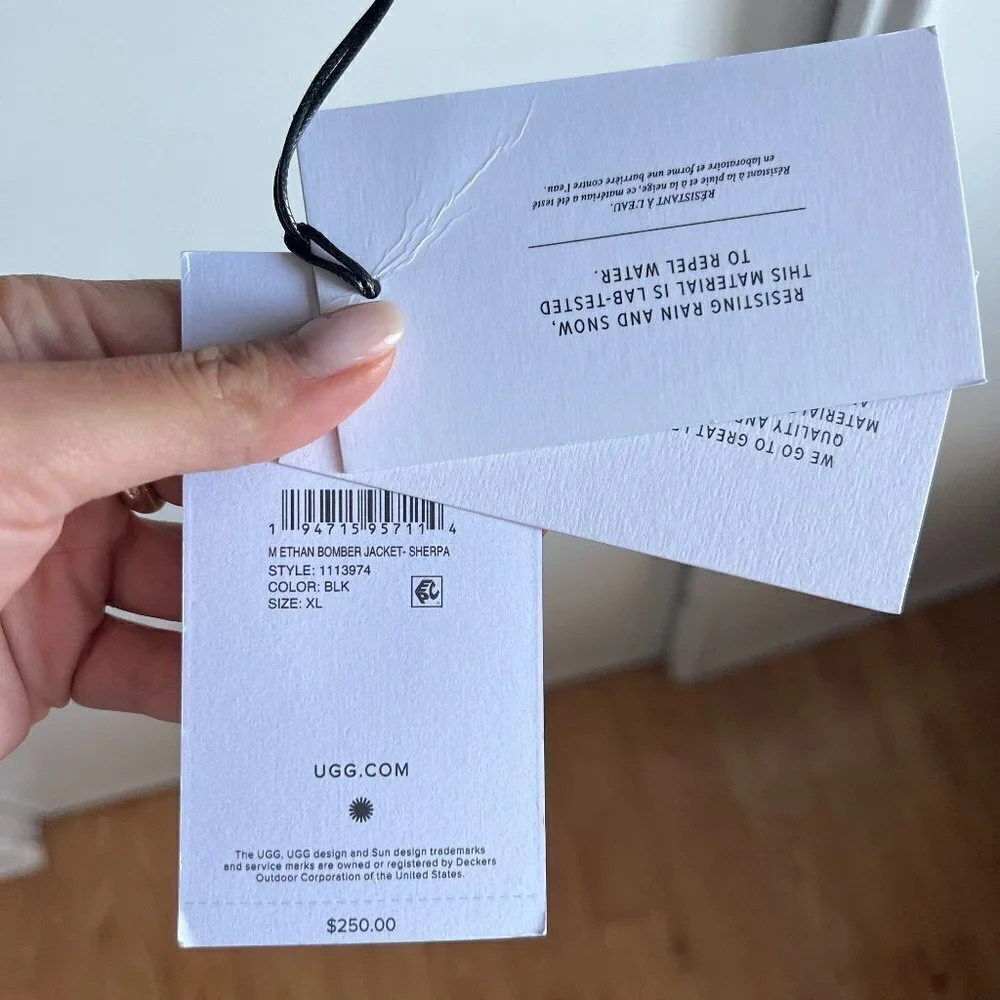 RÉSISTANT À L'EAU.
Résistant à la pluie et à la neige, ce matériau a été testé
en laboratoire et forme une barrière contre l'eau.
RESISTING RAIN AND SNOW,
THIS MATERIAL IS LAB-TESTED
TO REPEL WATER.
WE GO TO GREAT
QUALITY AND
MATERIALS
1 94715 95711 4
M ETHAN BOMBER JACKET- SHERPA
STYLE: 1113974
COLOR: BLK
SIZE: XL
EPC
UGG.COM
The UGG, UGG design and Sun design trademarks
and service marks are owned or registered by Deckers
Outdoor Corporation of the United States.
$250.00